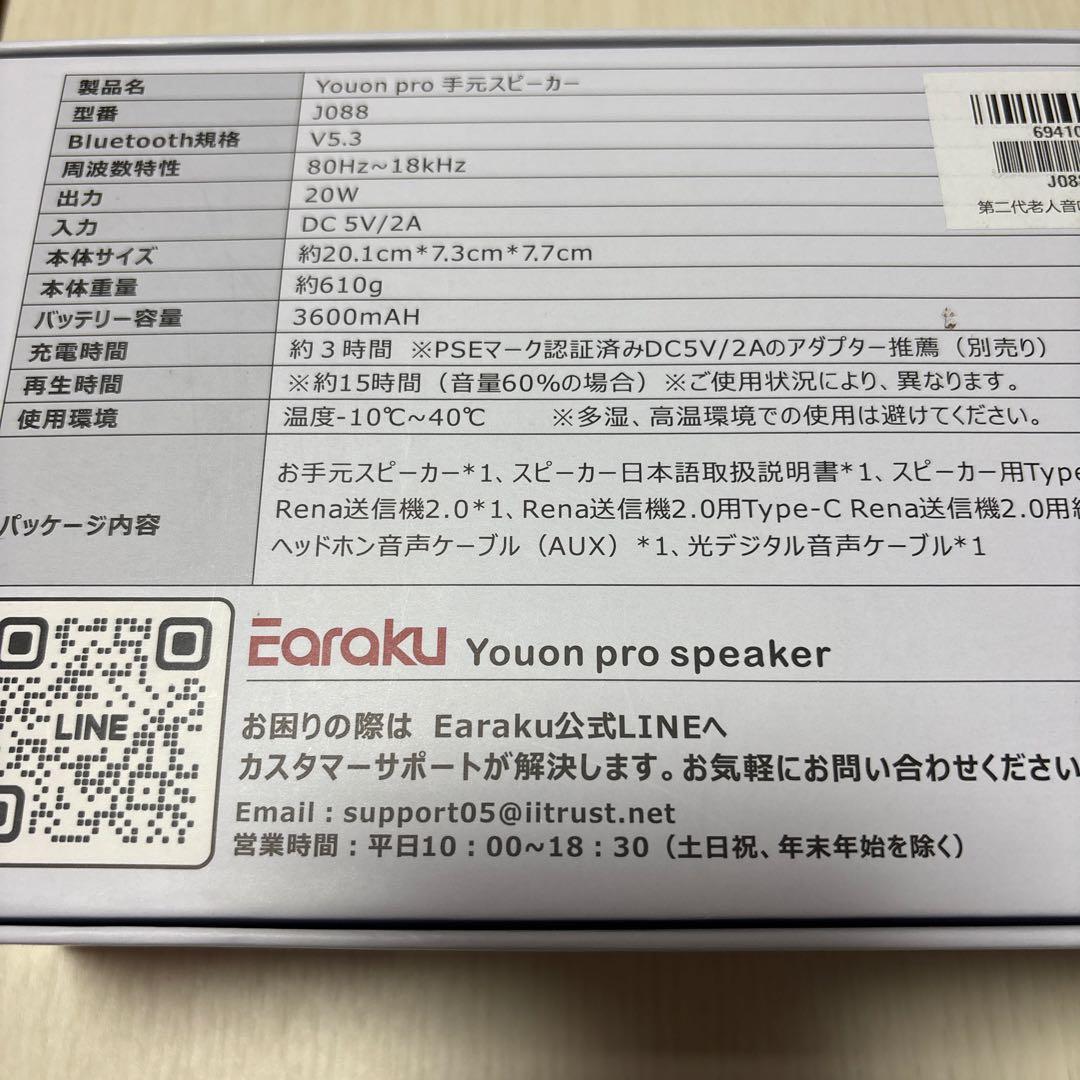 製品名 Youon pro 手元スピーカー
型番 J088
Bluetooth規格 V5.3
周波数特性 80Hz~18kHz
出力 20W
入力 DC 5V/2A
本体サイズ 約20.1cm*7.3cm*7.7cm
本体重量 約610g
バッテリー容量 3600mAH
充電時間 約3時間 ※PSEマーク認証済みDC5V/2Aのアダプター推薦（別売り）
再生時間 ※約15時間（音量60%の場合）※ご使用状況により、異なります。
使用環境 温度-10℃~40℃ ※多湿、高温環境での使用は避けてください。
パッケージ内容
お手元スピーカー*1、スピーカー日本語取扱説明書*1、スピーカー用Type
Rena送信機2.0*1、Rena送信機2.0用Type-C Rena送信機2.0用
ヘッドホン音声ケーブル（AUX）*1、光デジタル音声ケーブル*1
69410
J088
第二代老人音
LINE
Earaku Youon pro speaker
お困りの際は Earaku公式LINEへ
カスタマーサポートが解決します。お気軽にお問い合わせください
Email : support05@iitrust.net
営業時間：平日10：00~18：30（土日祝、年末年始を除く）